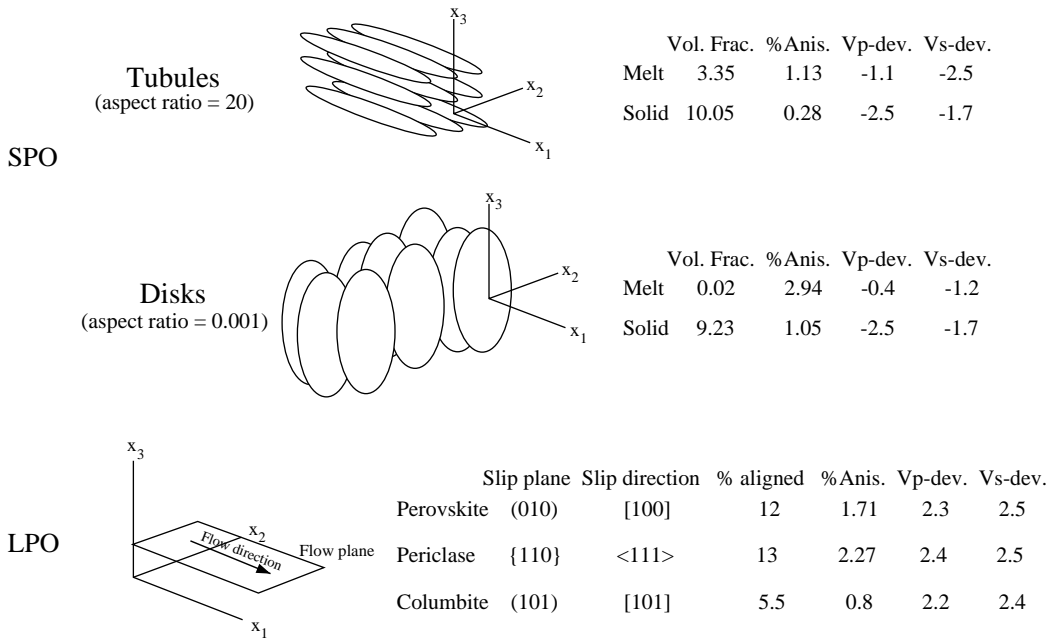 SPO
Tubules
(aspect ratio = 20)
x3
x2
x1
Vol. Frac. %Anis. Vp-dev. Vs-dev.
Melt 3.35 1.13 -1.1 -2.5
Solid 10.05 0.28 -2.5 -1.7
Disks
(aspect ratio = 0.001)
x3
x2
x1
Vol. Frac. %Anis. Vp-dev. Vs-dev.
Melt 0.02 2.94 -0.4 -1.2
Solid 9.23 1.05 -2.5 -1.7
LPO
x3
x2
Flow direction
Flow plane
x1
Slip plane Slip direction % aligned %Anis. Vp-dev. Vs-dev.
Perovskite (010) [100] 12 1.71 2.3 2.5
Periclase {110} <111> 13 2.27 2.4 2.5
Columbite (101) [101] 5.5 0.8 2.2 2.4